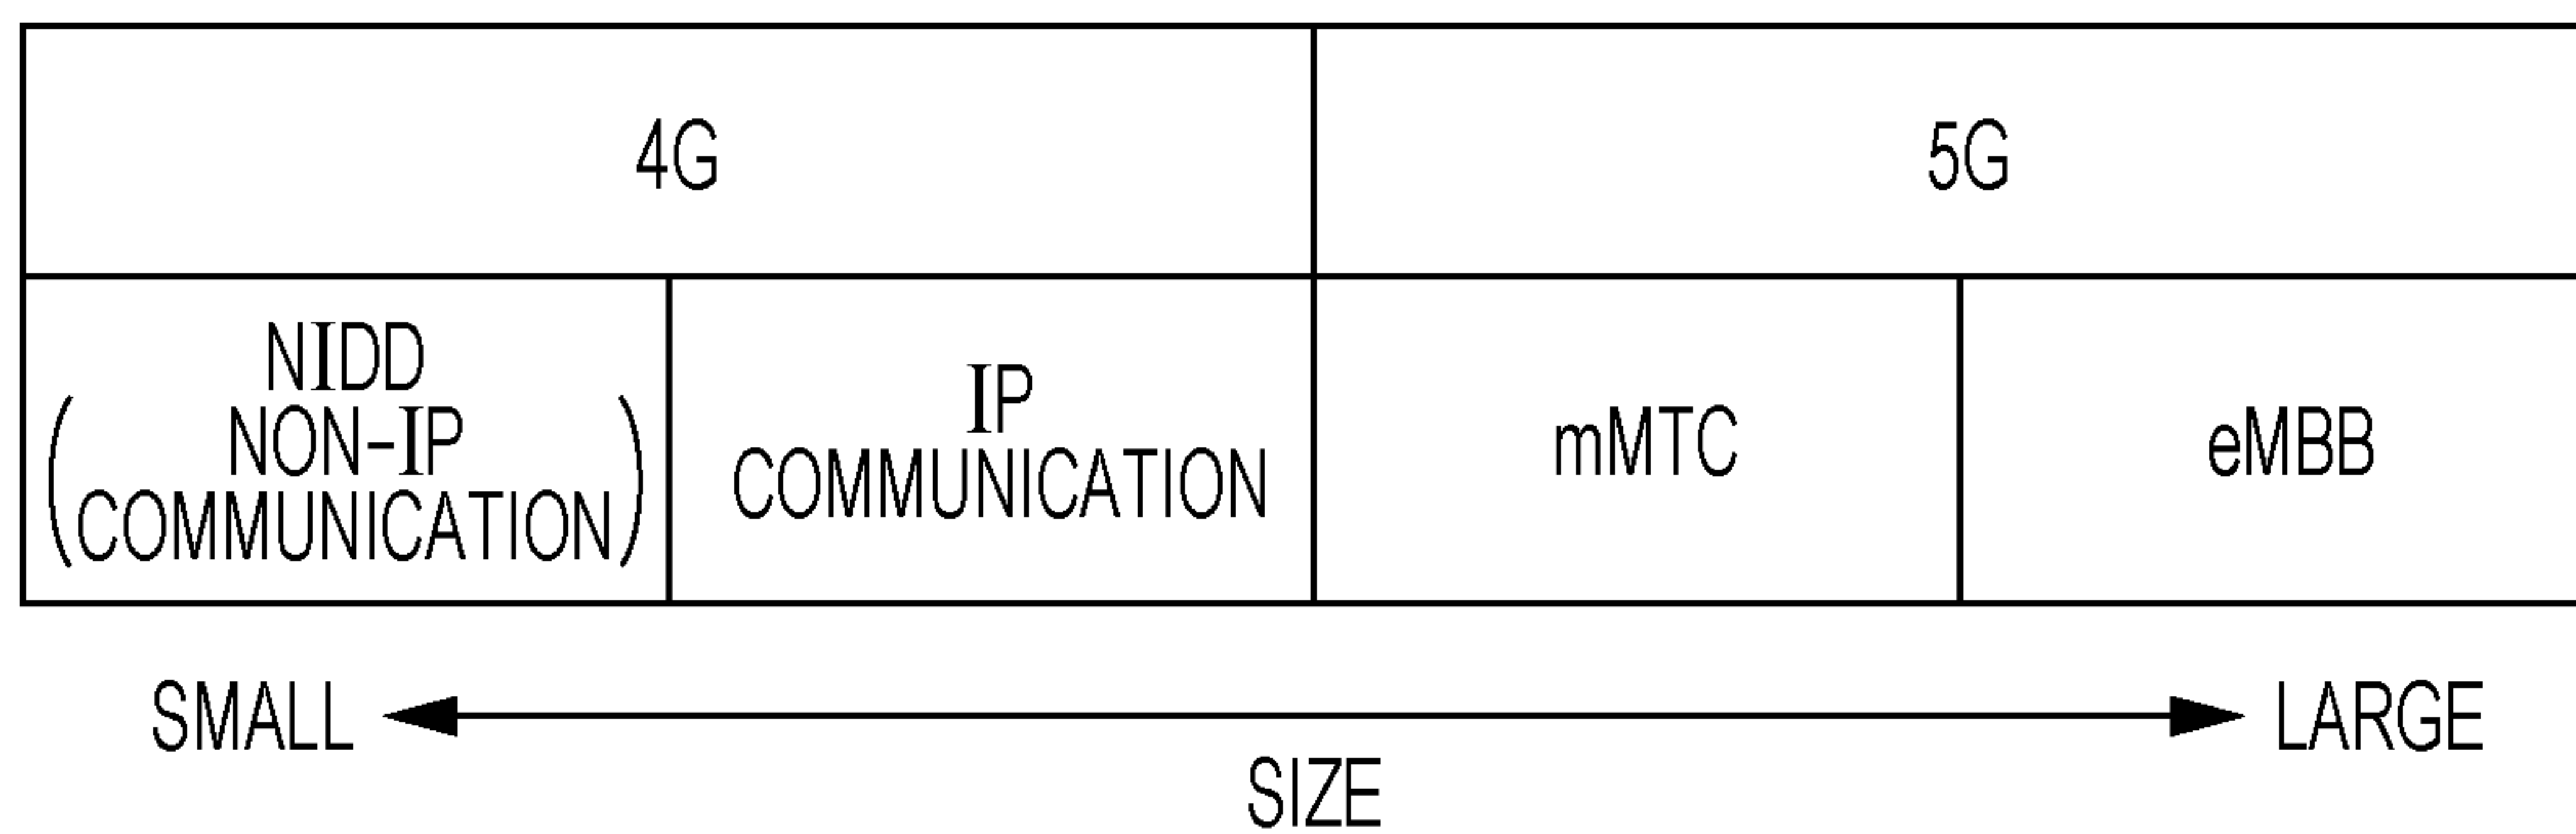 4G
5G
NIDD
(NON-IP
COMMUNICATION)
IP
COMMUNICATION
mMTC
eMBB
SMALL
LARGE
SIZE